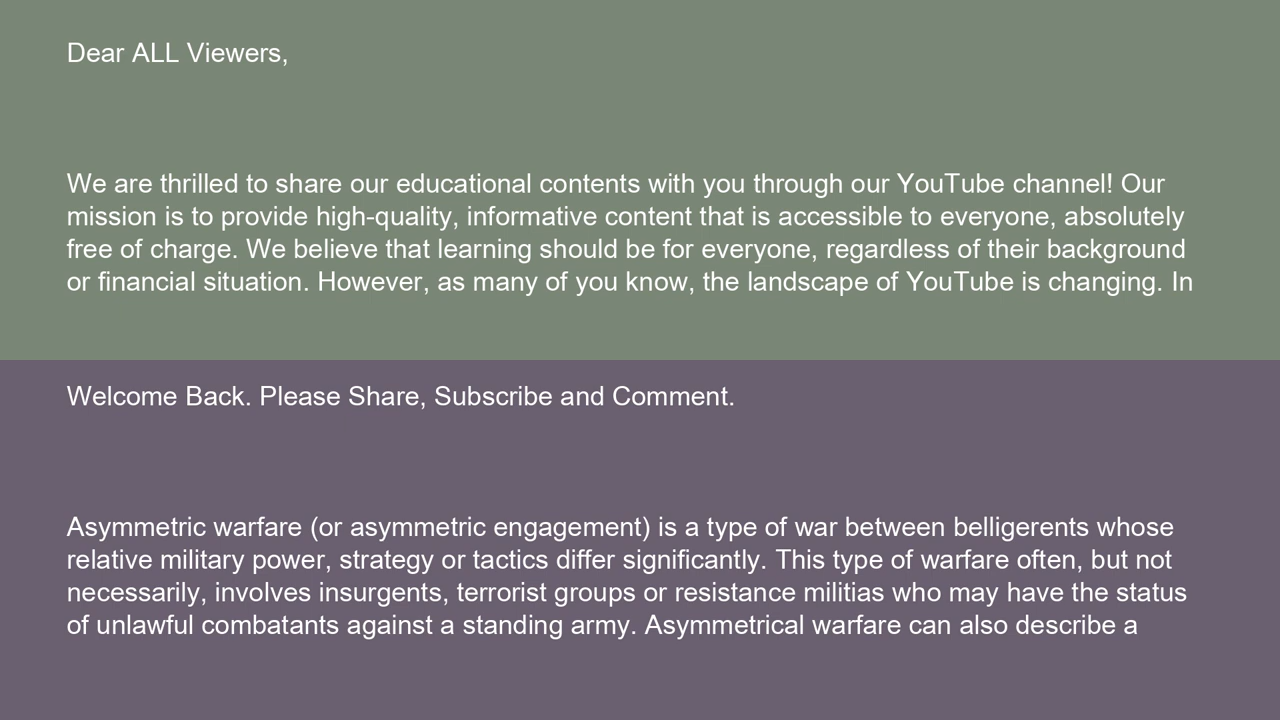 Dear ALL Viewers,
We are thrilled to share our educational contents with you through our YouTube channel! Our
mission is to provide high-quality, informative content that is accessible to everyone, absolutely
free of charge. We believe that learning should be for everyone, regardless of their background
or financial situation. However, as many of you know, the landscape of YouTube is changing. In
Welcome Back. Please Share, Subscribe and Comment.
Asymmetric warfare (or asymmetric engagement) is a type of war between belligerents whose
relative military power, strategy or tactics differ significantly. This type of warfare often, but not
necessarily, involves insurgents, terrorist groups or resistance militias who may have the status
of unlawful combatants against a standing army. Asymmetrical warfare can also describe a